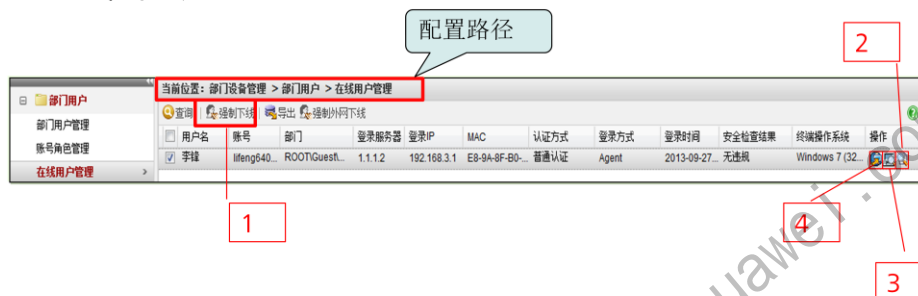 配置路径
2
当前位置：部门设备管理 > 部门用户 > 在线用户管理
部门用户
查询 强制下线 导出 强制外网下线
部门用户管理
用户名 账号 部门 登录服务器 登录IP MAC 认证方式 登录方式 登录时间 安全检查结果 终端操作系统 操作
账号角色管理
李锋 lifeng640... ROOT\Guest\... 1.1.1.2 192.168.3.1 E8-9A-8F-B0-... 普通认证 Agent 2013-09-27... 无违规 Windows 7 (32...
在线用户管理 >
1
4
3
uawei.co